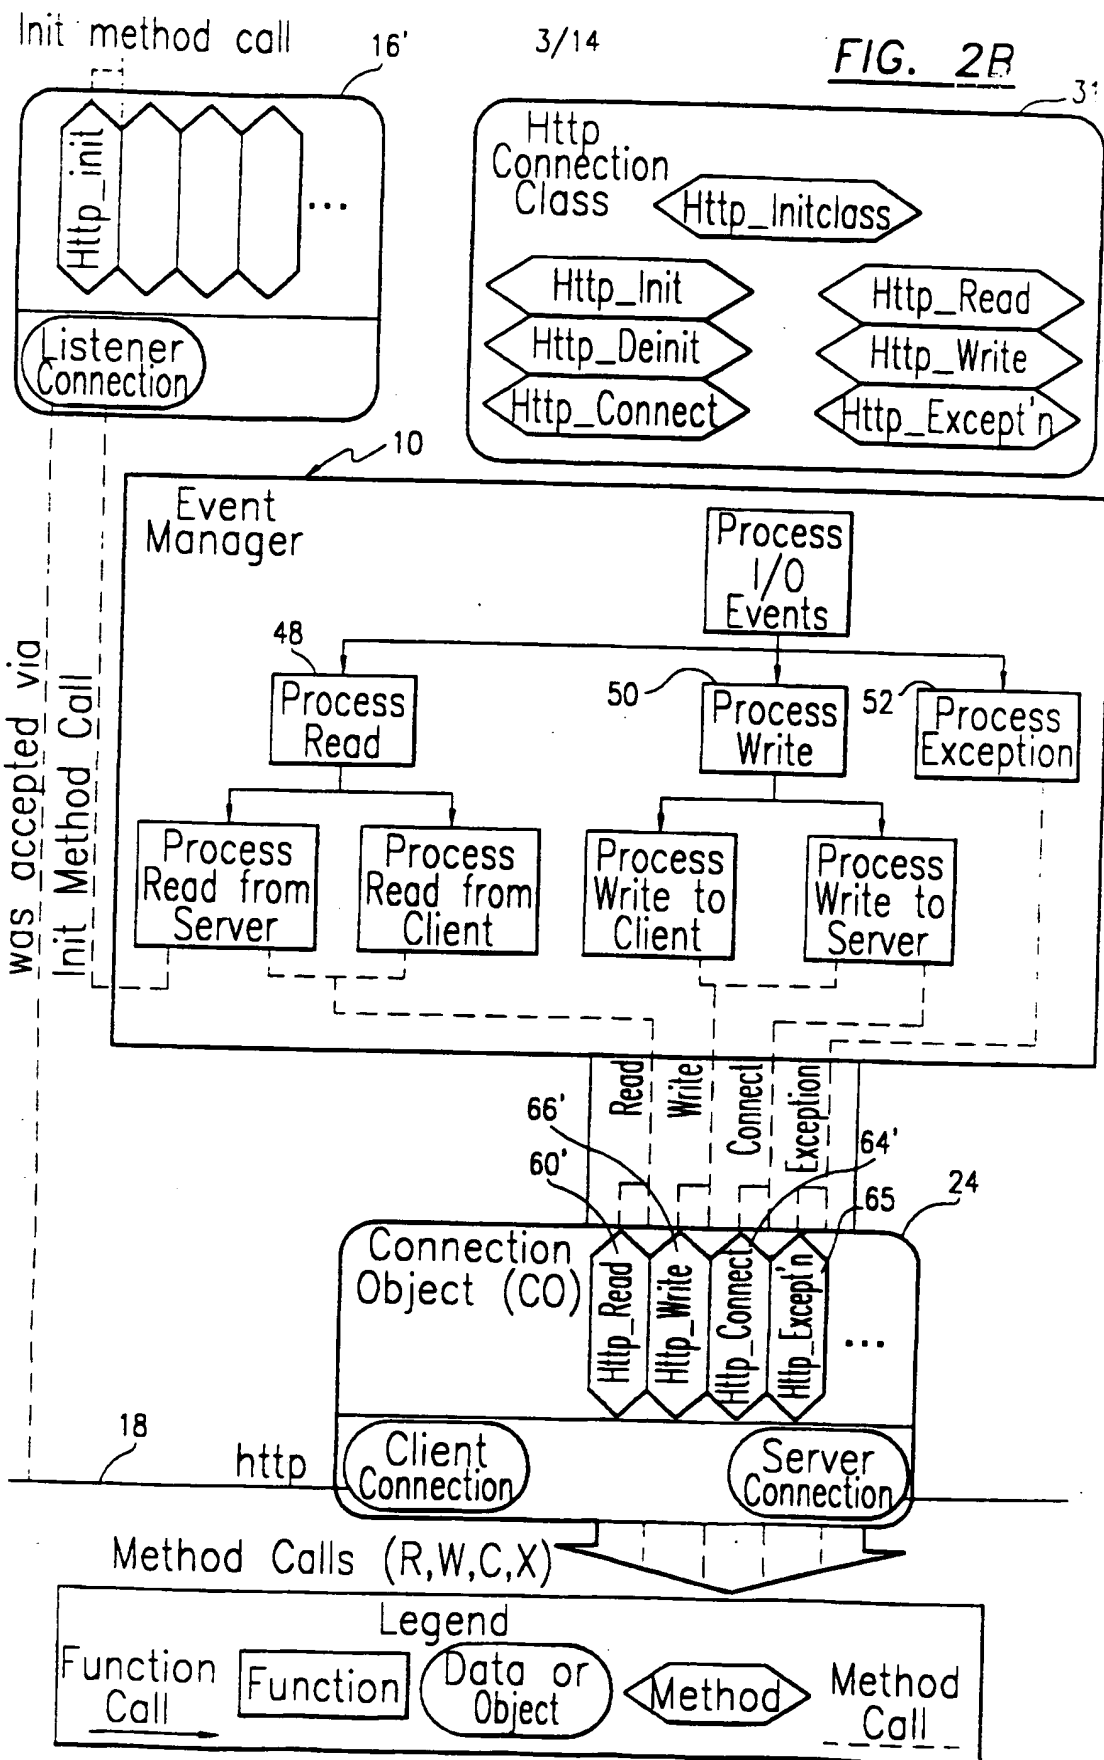 Init method call
16'
3/14
FIG. 2B
31
Http_init
...
Listener
Connection
Http
Connection
Class
Http_Initclass
Http_Init
Http_Deinit
Http_Connect
Http_Read
Http_Write
Http_Except'n
10
Event
Manager
Process
I/O
Events
48
Process
Read
50
Process
Write
52
Process
Exception
Process
Read from
Server
Process
Read from
Client
Process
Write to
Client
Process
Write to
Server
was accepted via
Init Method Call
Read
Write
Connect
Exception
66'
60'
64'
65
24
Connection
Object (CO)
Http_Read
Http_Write
Http_Connect
Http_Except'n
...
18
http
Client
Connection
Server
Connection
Method Calls (R,W,C,X)
Legend
Function
Call
Function
Data or
Object
Method
Method
Call